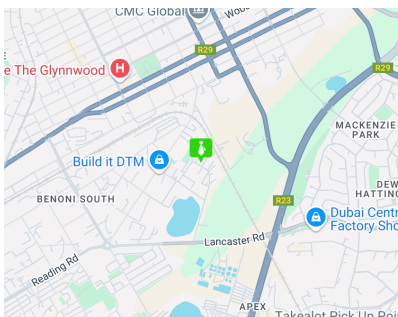 CMC Global
Woo
R29
e The Glynnwood
H
R29
MACKENZIE
PARK
Build it DTM
DEW
HATTING
BENONI SOUTH
R23
Dubai Centr
Factory Sho
Lancaster Rd
Reading Rd
APEX
Takealot Pick Up Poi